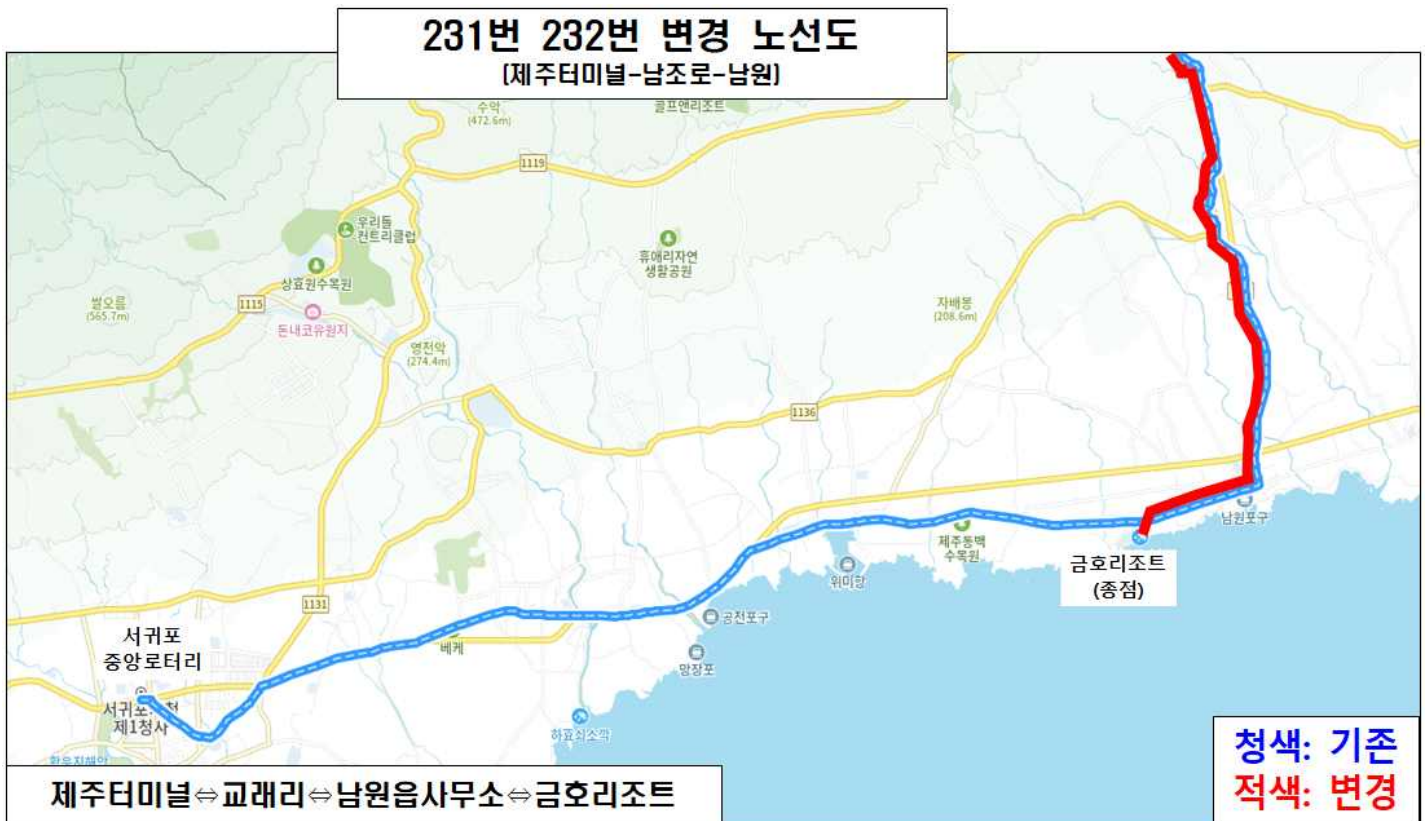 231번 232번 변경 노선도
(제주터미널-남조로-남원)
수악
(472.6m)
골프앤리조트
1119
우리들
컨트리클럽
상효원수목원
휴애리자연
생활공원
쌀오름
(565.7m)
1115
돈내코유원지
자배봉
(208.6m)
영천악
(274.4m)
1136
남원포구
제주동백
수목원
금호리조트
(종점)
위미항
1131
공천포구
서귀포
중앙로터리
베케
망장포
제1청사
하효쇠소깍
청색: 기존
적색: 변경
제주터미널⇔교래리⇔남원읍사무소⇔금호리조트